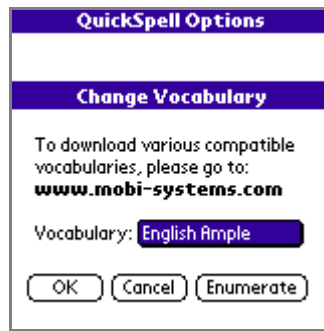 QuickSpell Options
Change Vocabulary
To download various compatible
vocabularies, please go to:
www.mobi-systems.com
Vocabulary: English Ample
OK Cancel Enumerate